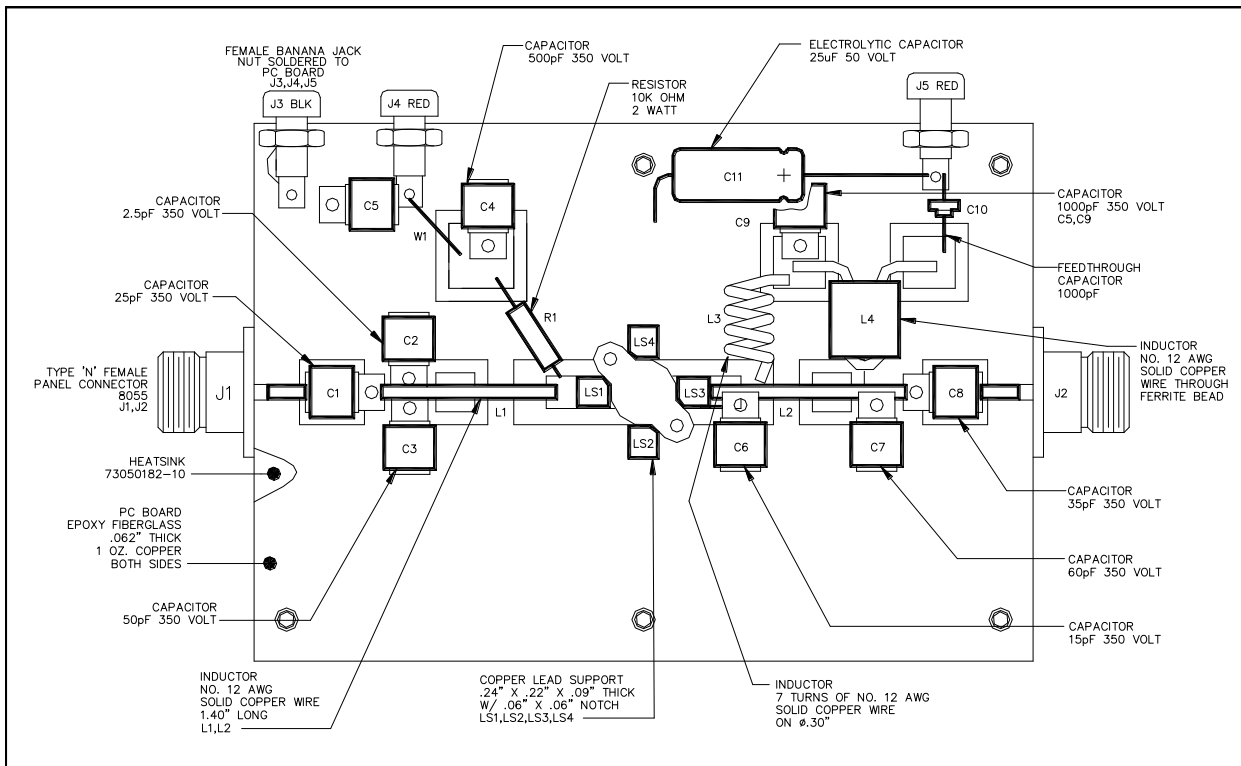 FEMALE BANANA JACK
NUT SOLDERED TO
PC BOARD
J3,J4,J5
J3 BLK
J4 RED
CAPACITOR
500pF 350 VOLT
RESISTOR
10K OHM
2 WATT
ELECTROLYTIC CAPACITOR
25uF 50 VOLT
J5 RED
CAPACITOR
2.5pF 350 VOLT
C5
W1
C4
C11
+
C9
C10
CAPACITOR
1000pF 350 VOLT
C5,C9
FEEDTHROUGH
CAPACITOR
1000pF
CAPACITOR
25pF 350 VOLT
C2
R1
LS4
L3
L4
INDUCTOR
NO. 12 AWG
SOLID COPPER
WIRE THROUGH
FERRITE BEAD
TYPE 'N' FEMALE
PANEL CONNECTOR
8055
J1,J2
J1
C1
L1
LS1
LS3
L2
C8
J2
C3
LS2
C6
C7
HEATSINK
73050182-10
PC BOARD
EPOXY FIBERGLASS
.062" THICK
1 OZ. COPPER
BOTH SIDES
CAPACITOR
35pF 350 VOLT
CAPACITOR
60pF 350 VOLT
CAPACITOR
50pF 350 VOLT
CAPACITOR
15pF 350 VOLT
INDUCTOR
NO. 12 AWG
SOLID COPPER WIRE
1.40" LONG
L1,L2
COPPER LEAD SUPPORT
.24" X .22" X .09" THICK
W/ .06" X .06" NOTCH
LS1,LS2,LS3,LS4
INDUCTOR
7 TURNS OF NO. 12 AWG
SOLID COPPER WIRE
ON ø.30"